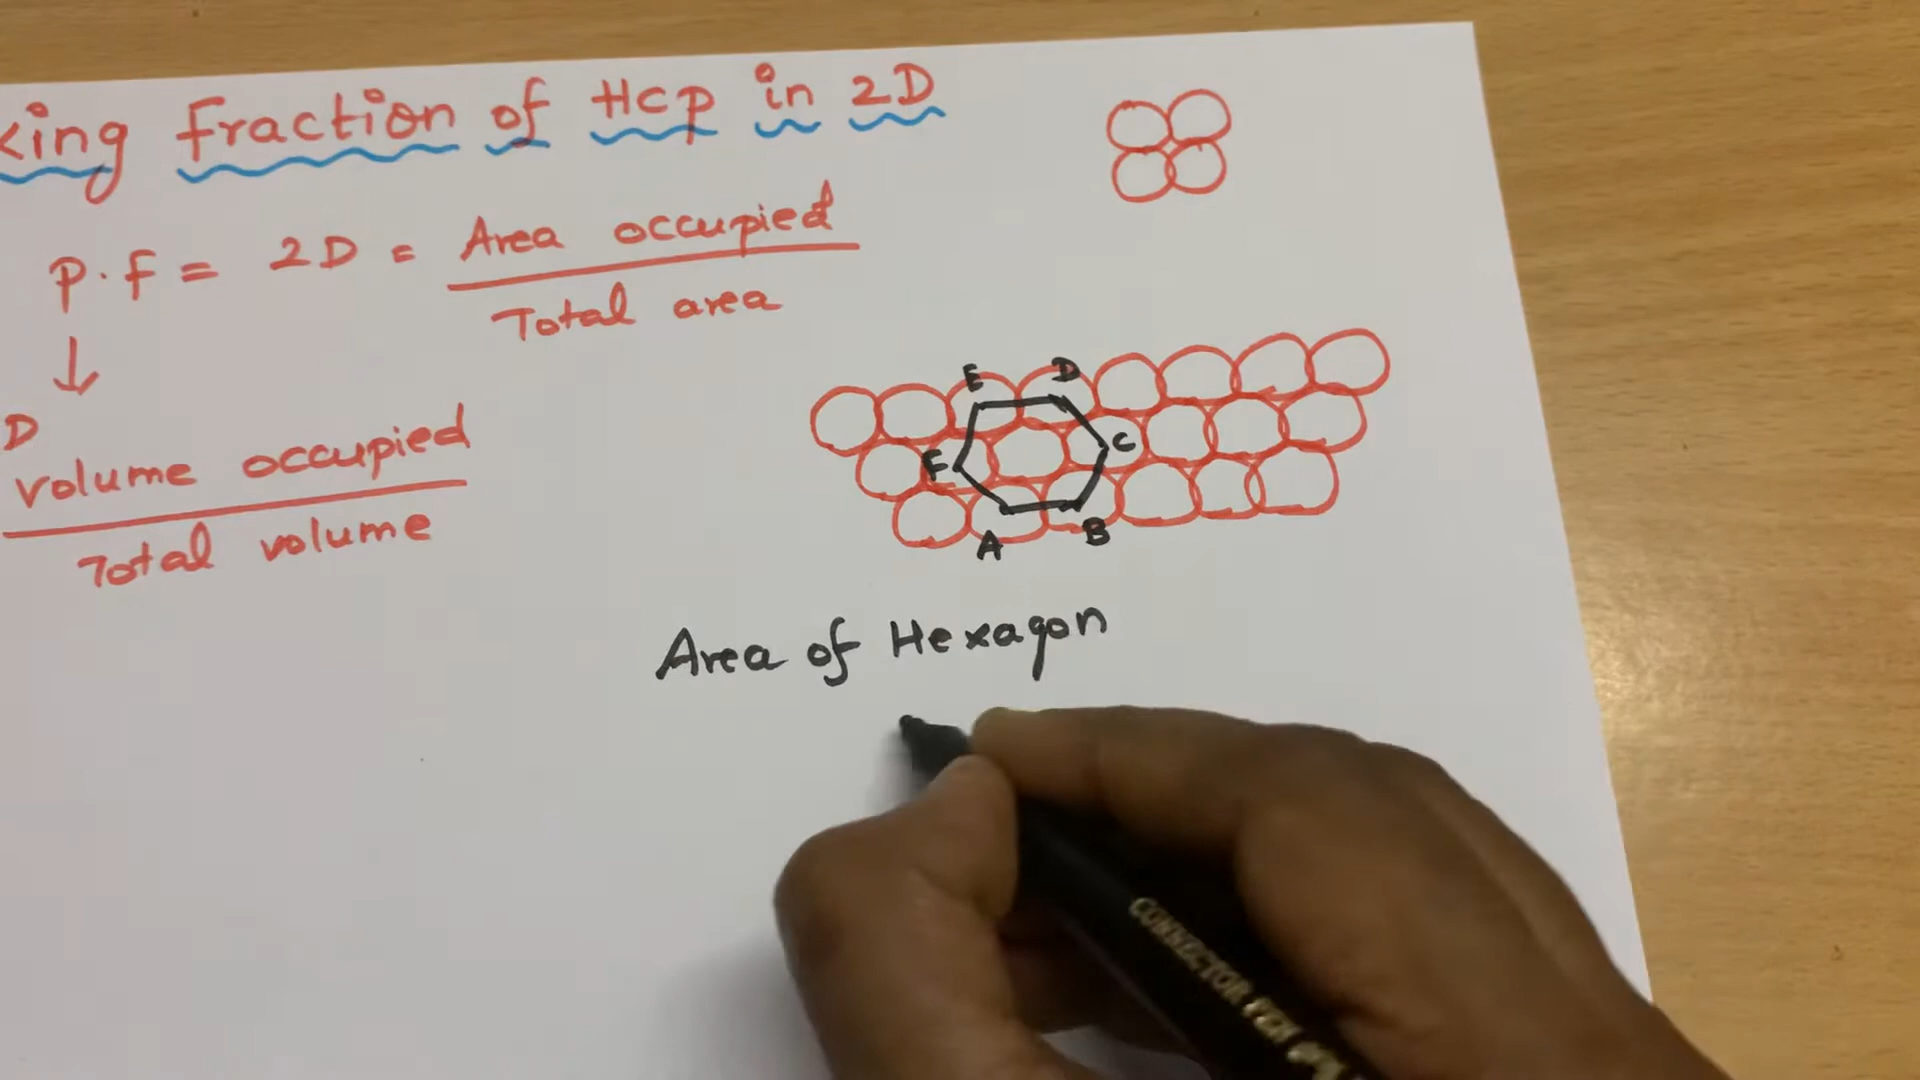 king fraction of Hcp in 2D
P.f = 2D = Area occupied
Total area
↓
D
volume occupied
Total volume
E D
F C
A B
Area of Hexagon
CONNECTOR PEN